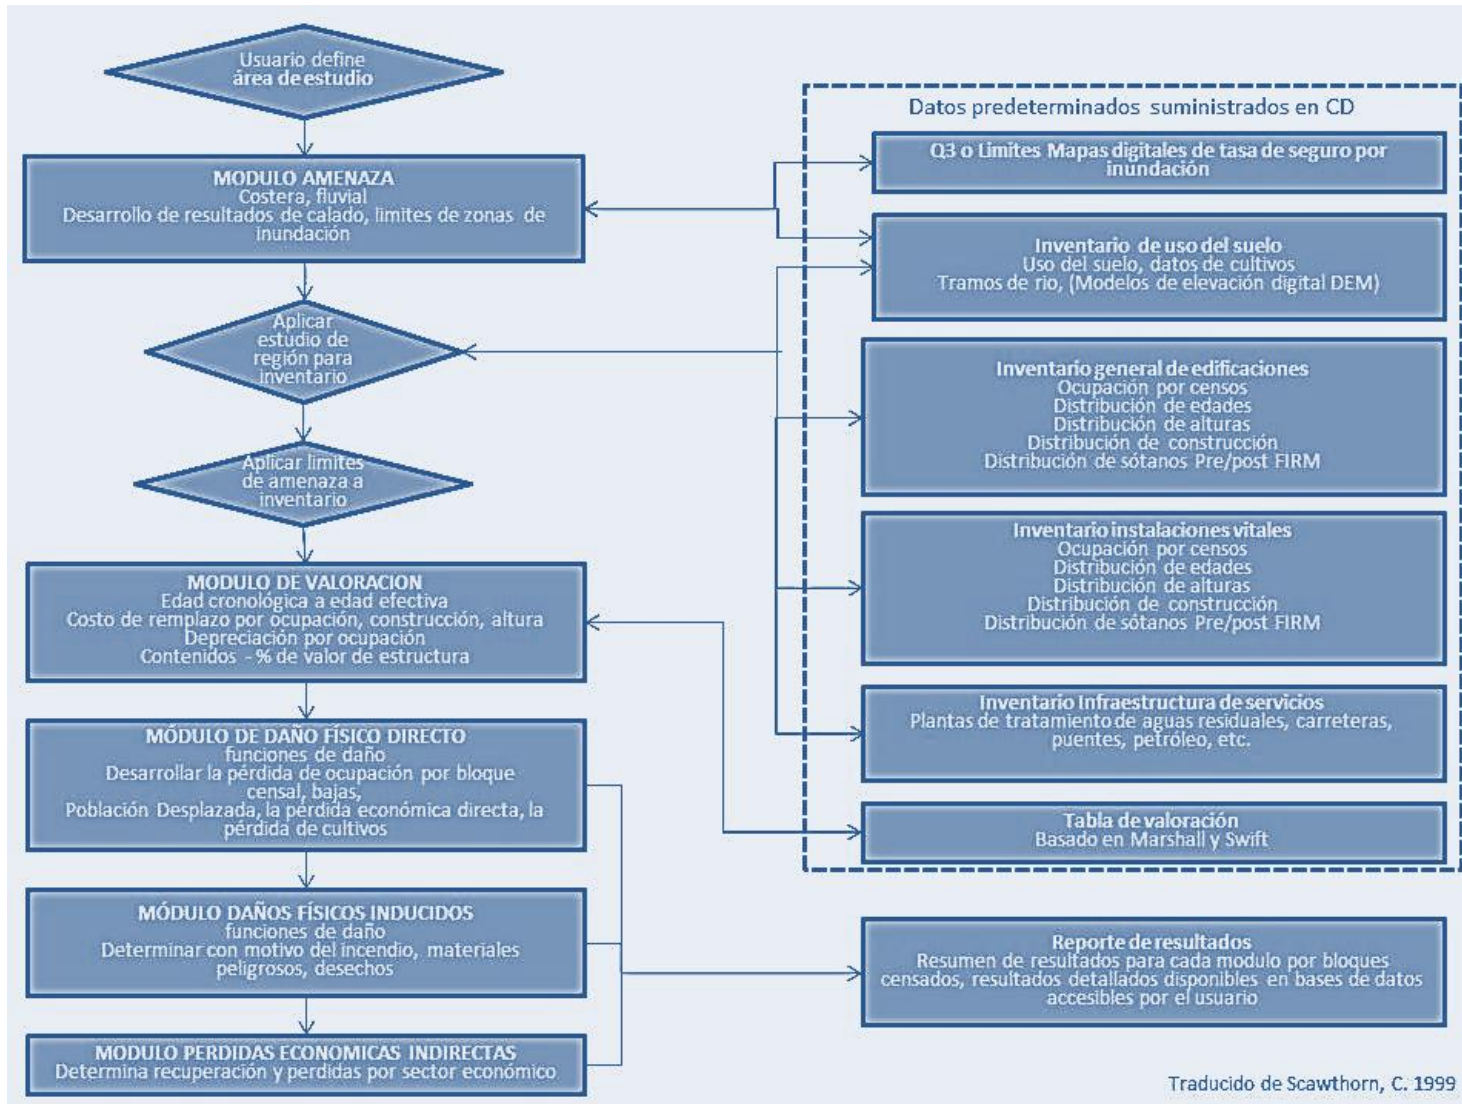 Usuario define
área de estudio
MODULO AMENAZA
Costera, fluvial
Desarrollo de resultados de calado, limites de zonas de
inundación
Aplicar
estudio de
región para
inventario
Aplicar limites
de amenaza a
inventario
MODULO DE VALORACION
Edad cronológica a edad efectiva
Costo de remplazo por ocupación, construcción, altura
Depreciación por ocupación
Contenidos - % de valor de estructura
MÓDULO DE DAÑO FÍSICO DIRECTO
funciones de daño
Desarrollar la pérdida de ocupación por bloque
censal, bajas,
Población Desplazada, la pérdida económica directa, la
pérdida de cultivos
MÓDULO DAÑOS FÍSICOS INDUCIDOS
funciones de daño
Determinar con motivo del incendio, materiales
peligrosos, desechos
MODULO PERDIDAS ECONOMICAS INDIRECTAS
Determina recuperación y perdidas por sector económico
Datos predeterminados suministrados en CD
Q3 o Limites Mapas digitales de tasa de seguro por
inundación
Inventario de uso del suelo
Uso del suelo, datos de cultivos
Tramos de rio, (Modelos de elevación digital DEM)
Inventario general de edificaciones
Ocupación por censos
Distribución de edades
Distribución de alturas
Distribución de construcción
Distribución de sótanos Pre/post FIRM
Inventario instalaciones vitales
Ocupación por censos
Distribución de edades
Distribución de alturas
Distribución de construcción
Distribución de sótanos Pre/post FIRM
Inventario Infraestructura de servicios
Plantas de tratamiento de aguas residuales, carreteras,
puentes, petróleo, etc.
Tabla de valoración
Basado en Marshall y Swift
Reporte de resultados
Resumen de resultados para cada modulo por bloques
censados, resultados detallados disponibles en bases de datos
accesibles por el usuario
Traducido de Scawthorn, C. 1999